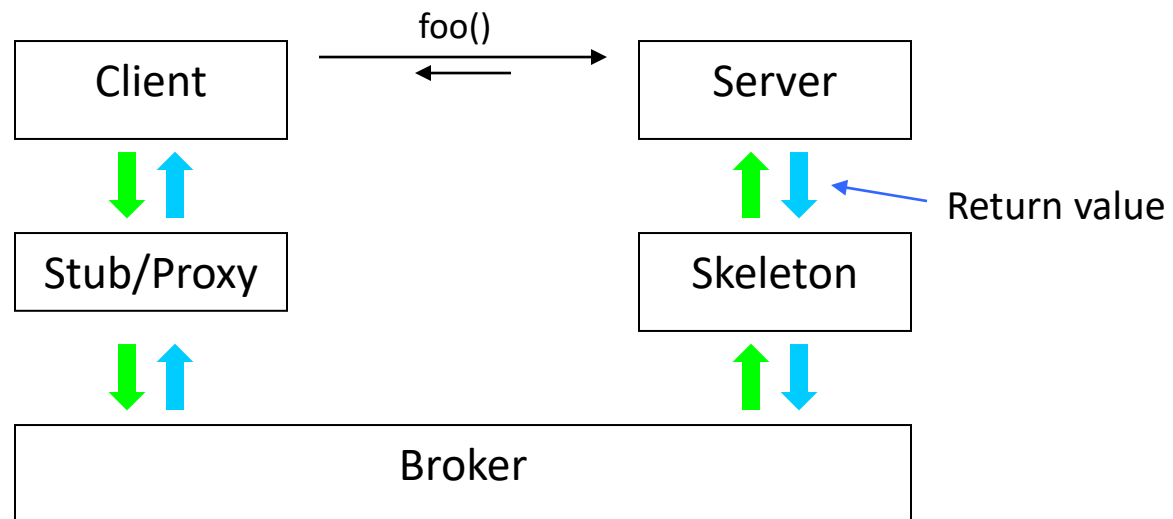 foo()
Client
Server
Return value
Stub/Proxy
Skeleton
Broker